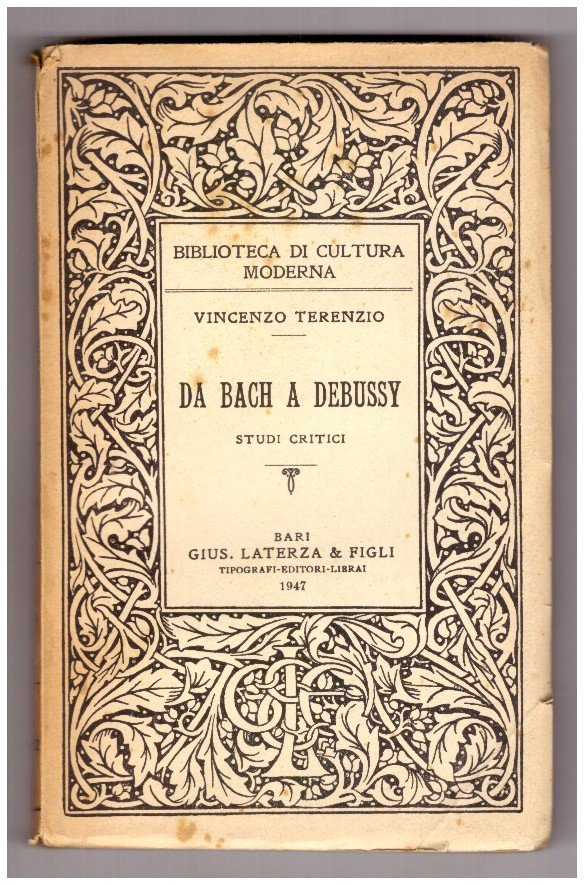 BIBLIOTECA DI CULTURA
MODERNA
VINCENZO TERENZIO
DA BACH A DEBUSSY
STUDI CRITICI
BARI
GIUS. LATERZA & FIGLI
TIPOGRAFI-EDITORI-LIBRAI
1947